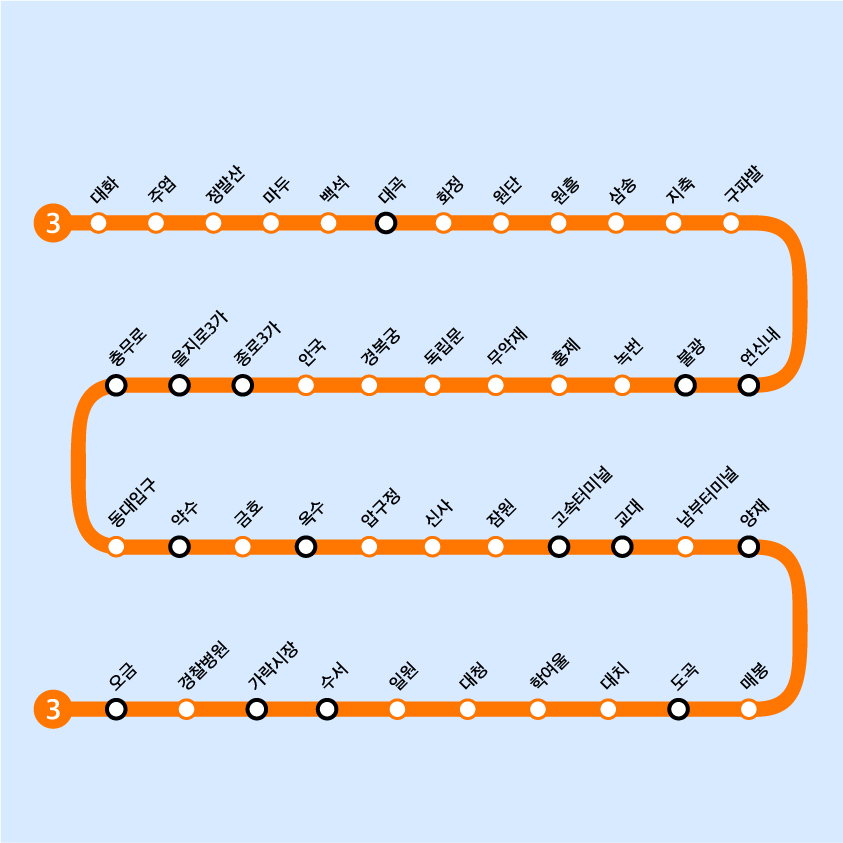 3
대화 주엽 정발산 마두 백석 대곡 화정 원단 원흥 삼송 지축 구파발
충무로 을지로3가 종로3가 안국 경복궁 독립문 무악재 홍제 녹번 불광 연신내
동대입구 약수 금호 옥수 압구정 신사 잠원 고속터미널 교대 남부터미널 양재
3
오금 경찰병원 가락시장 수서 일원 대청 학여울 대치 도곡 매봉